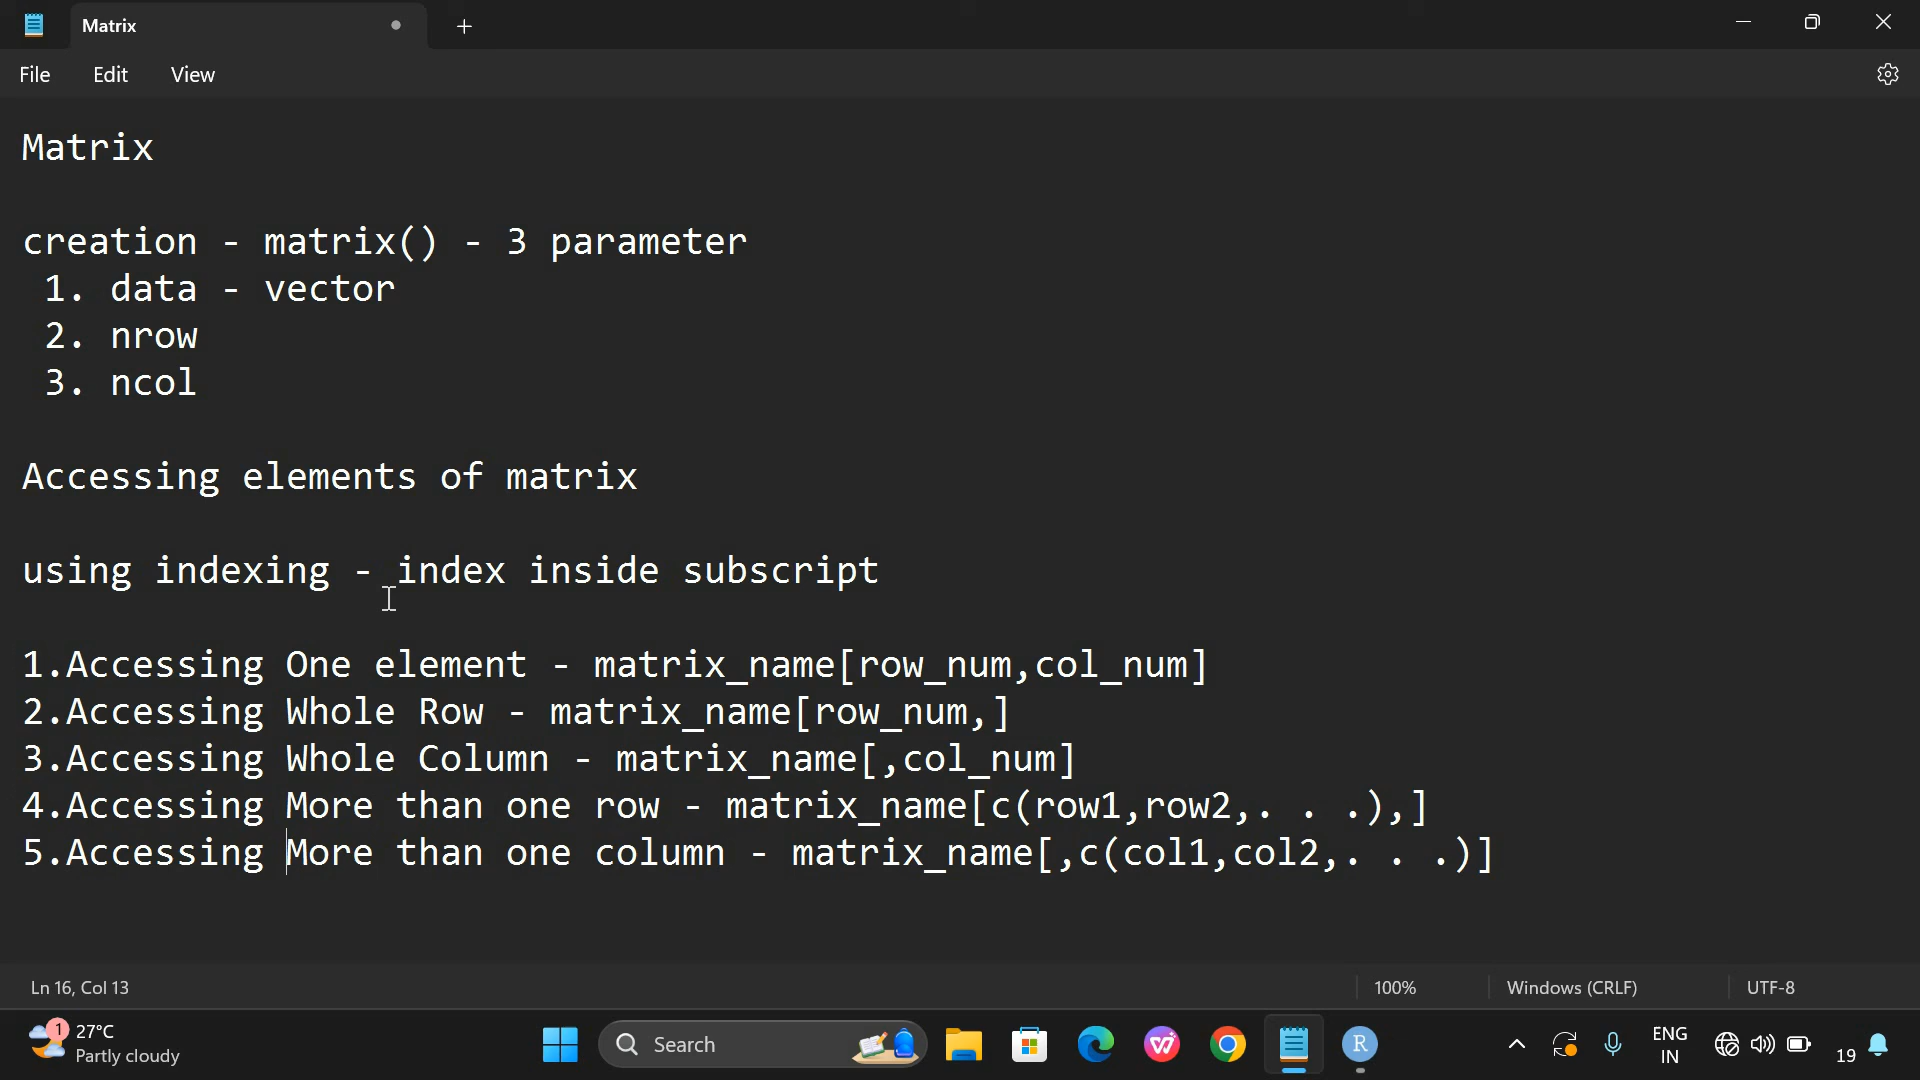 Matrix
File
Edit
View
Matrix
creation - matrix() - 3 parameter
1. data - vector
2. nrow
3. ncol
Accessing elements of matrix
using indexing - index inside subscript
1.Accessing One element - matrix_name[row_num,col_num]
2.Accessing Whole Row - matrix_name[row_num,]
3.Accessing Whole Column - matrix_name[,col_num]
4.Accessing More than one row - matrix_name[c(row1,row2,. . .),]
5.Accessing More than one column - matrix_name[,c(col1,col2,. . .)]
Ln 16, Col 13
100%
Windows (CRLF)
UTF-8
1
27°C
Partly cloudy
Search
R
ENG
IN
19